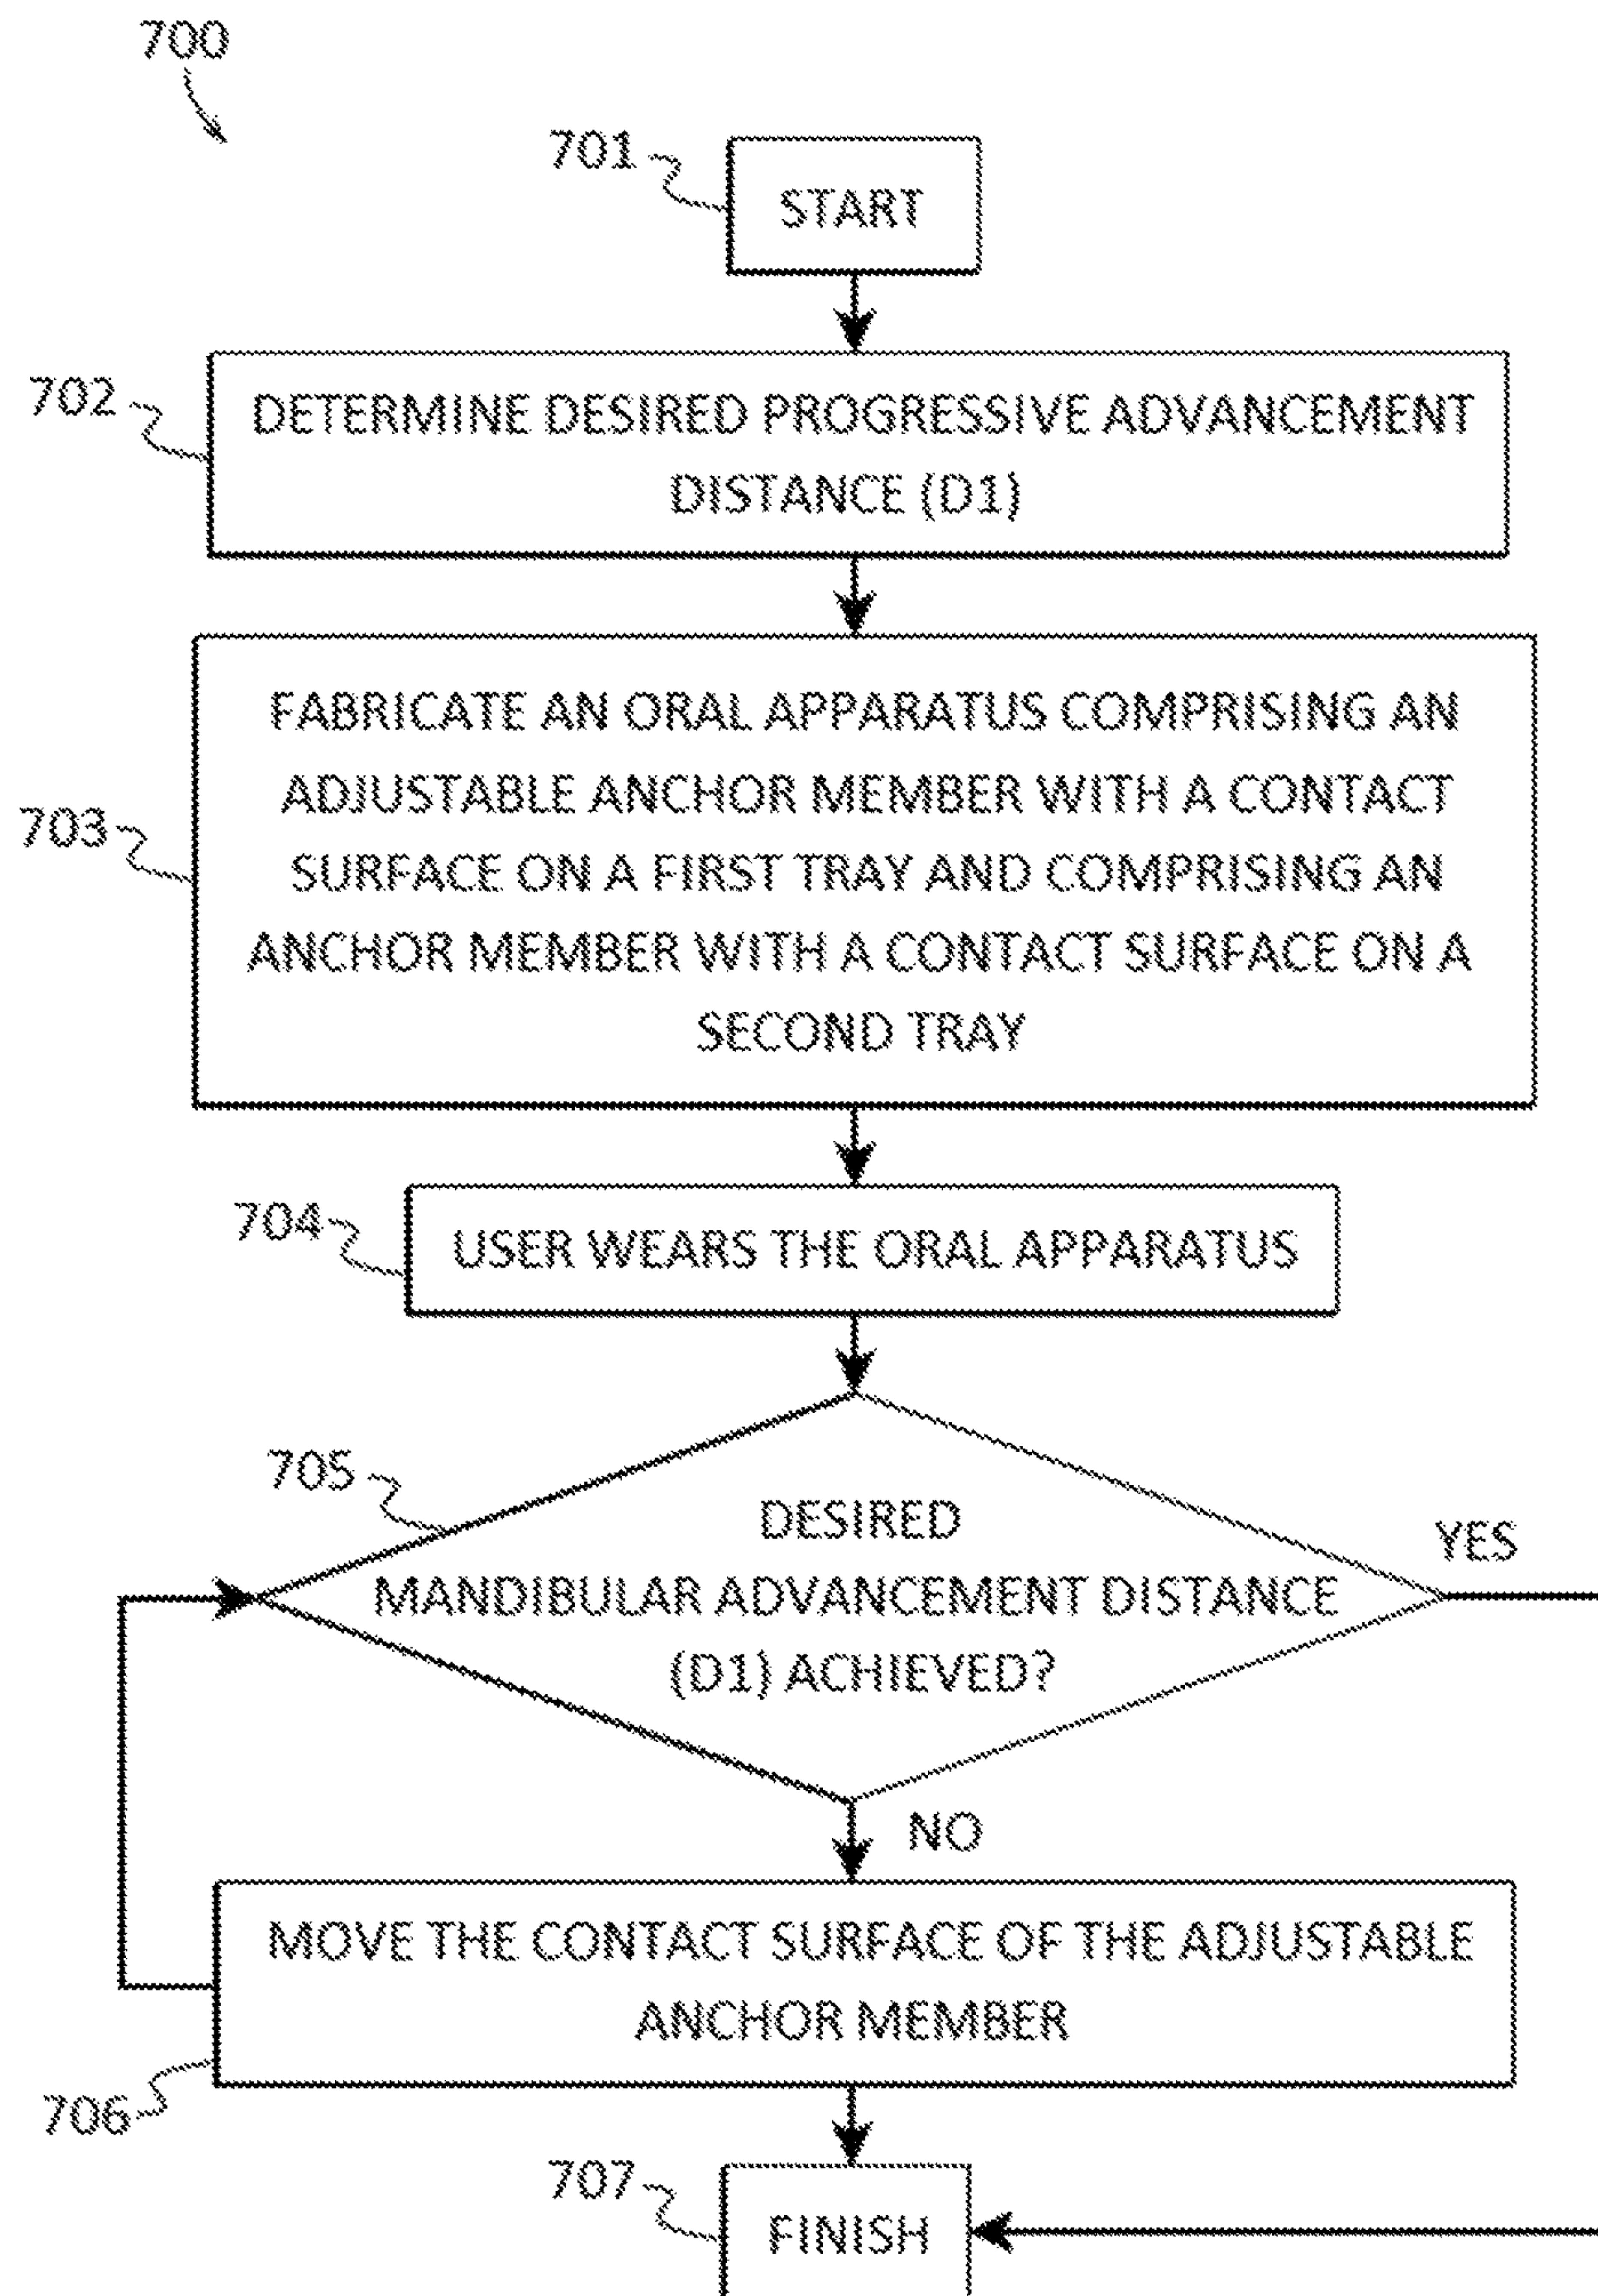 700
701
START
702
DETERMINE DESIRED PROGRESSIVE ADVANCEMENT
DISTANCE (D1)
703
FABRICATE AN ORAL APPARATUS COMPRISING AN
ADJUSTABLE ANCHOR MEMBER WITH A CONTACT
SURFACE ON A FIRST TRAY AND COMPRISING AN
ANCHOR MEMBER WITH A CONTACT SURFACE ON A
SECOND TRAY
704
USER WEARS THE ORAL APPARATUS
705
DESIRED
MANDIBULAR ADVANCEMENT DISTANCE
(D1) ACHIEVED?
YES
NO
MOVE THE CONTACT SURFACE OF THE ADJUSTABLE
ANCHOR MEMBER
706
707
FINISH